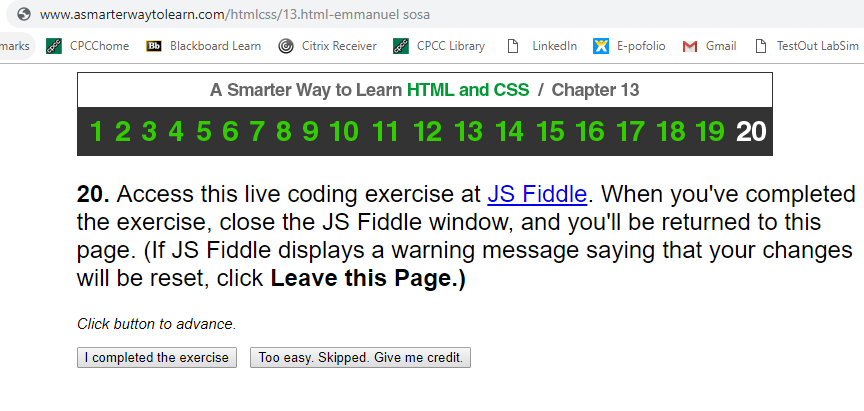 www.asmarterwaytolearn.com/htmlcss/13.html-emmanuel sosa
marks CPCChome Bb Blackboard Learn Citrix Receiver CPCC Library LinkedIn E-pofolio Gmail TestOut LabSim
A Smarter Way to Learn HTML and CSS / Chapter 13
1 2 3 4 5 6 7 8 9 10 11 12 13 14 15 16 17 18 19 20
20. Access this live coding exercise at JS Fiddle. When you've completed
the exercise, close the JS Fiddle window, and you'll be returned to this
page. (If JS Fiddle displays a warning message saying that your changes
will be reset, click Leave this Page.)
Click button to advance.
I completed the exercise Too easy. Skipped. Give me credit.